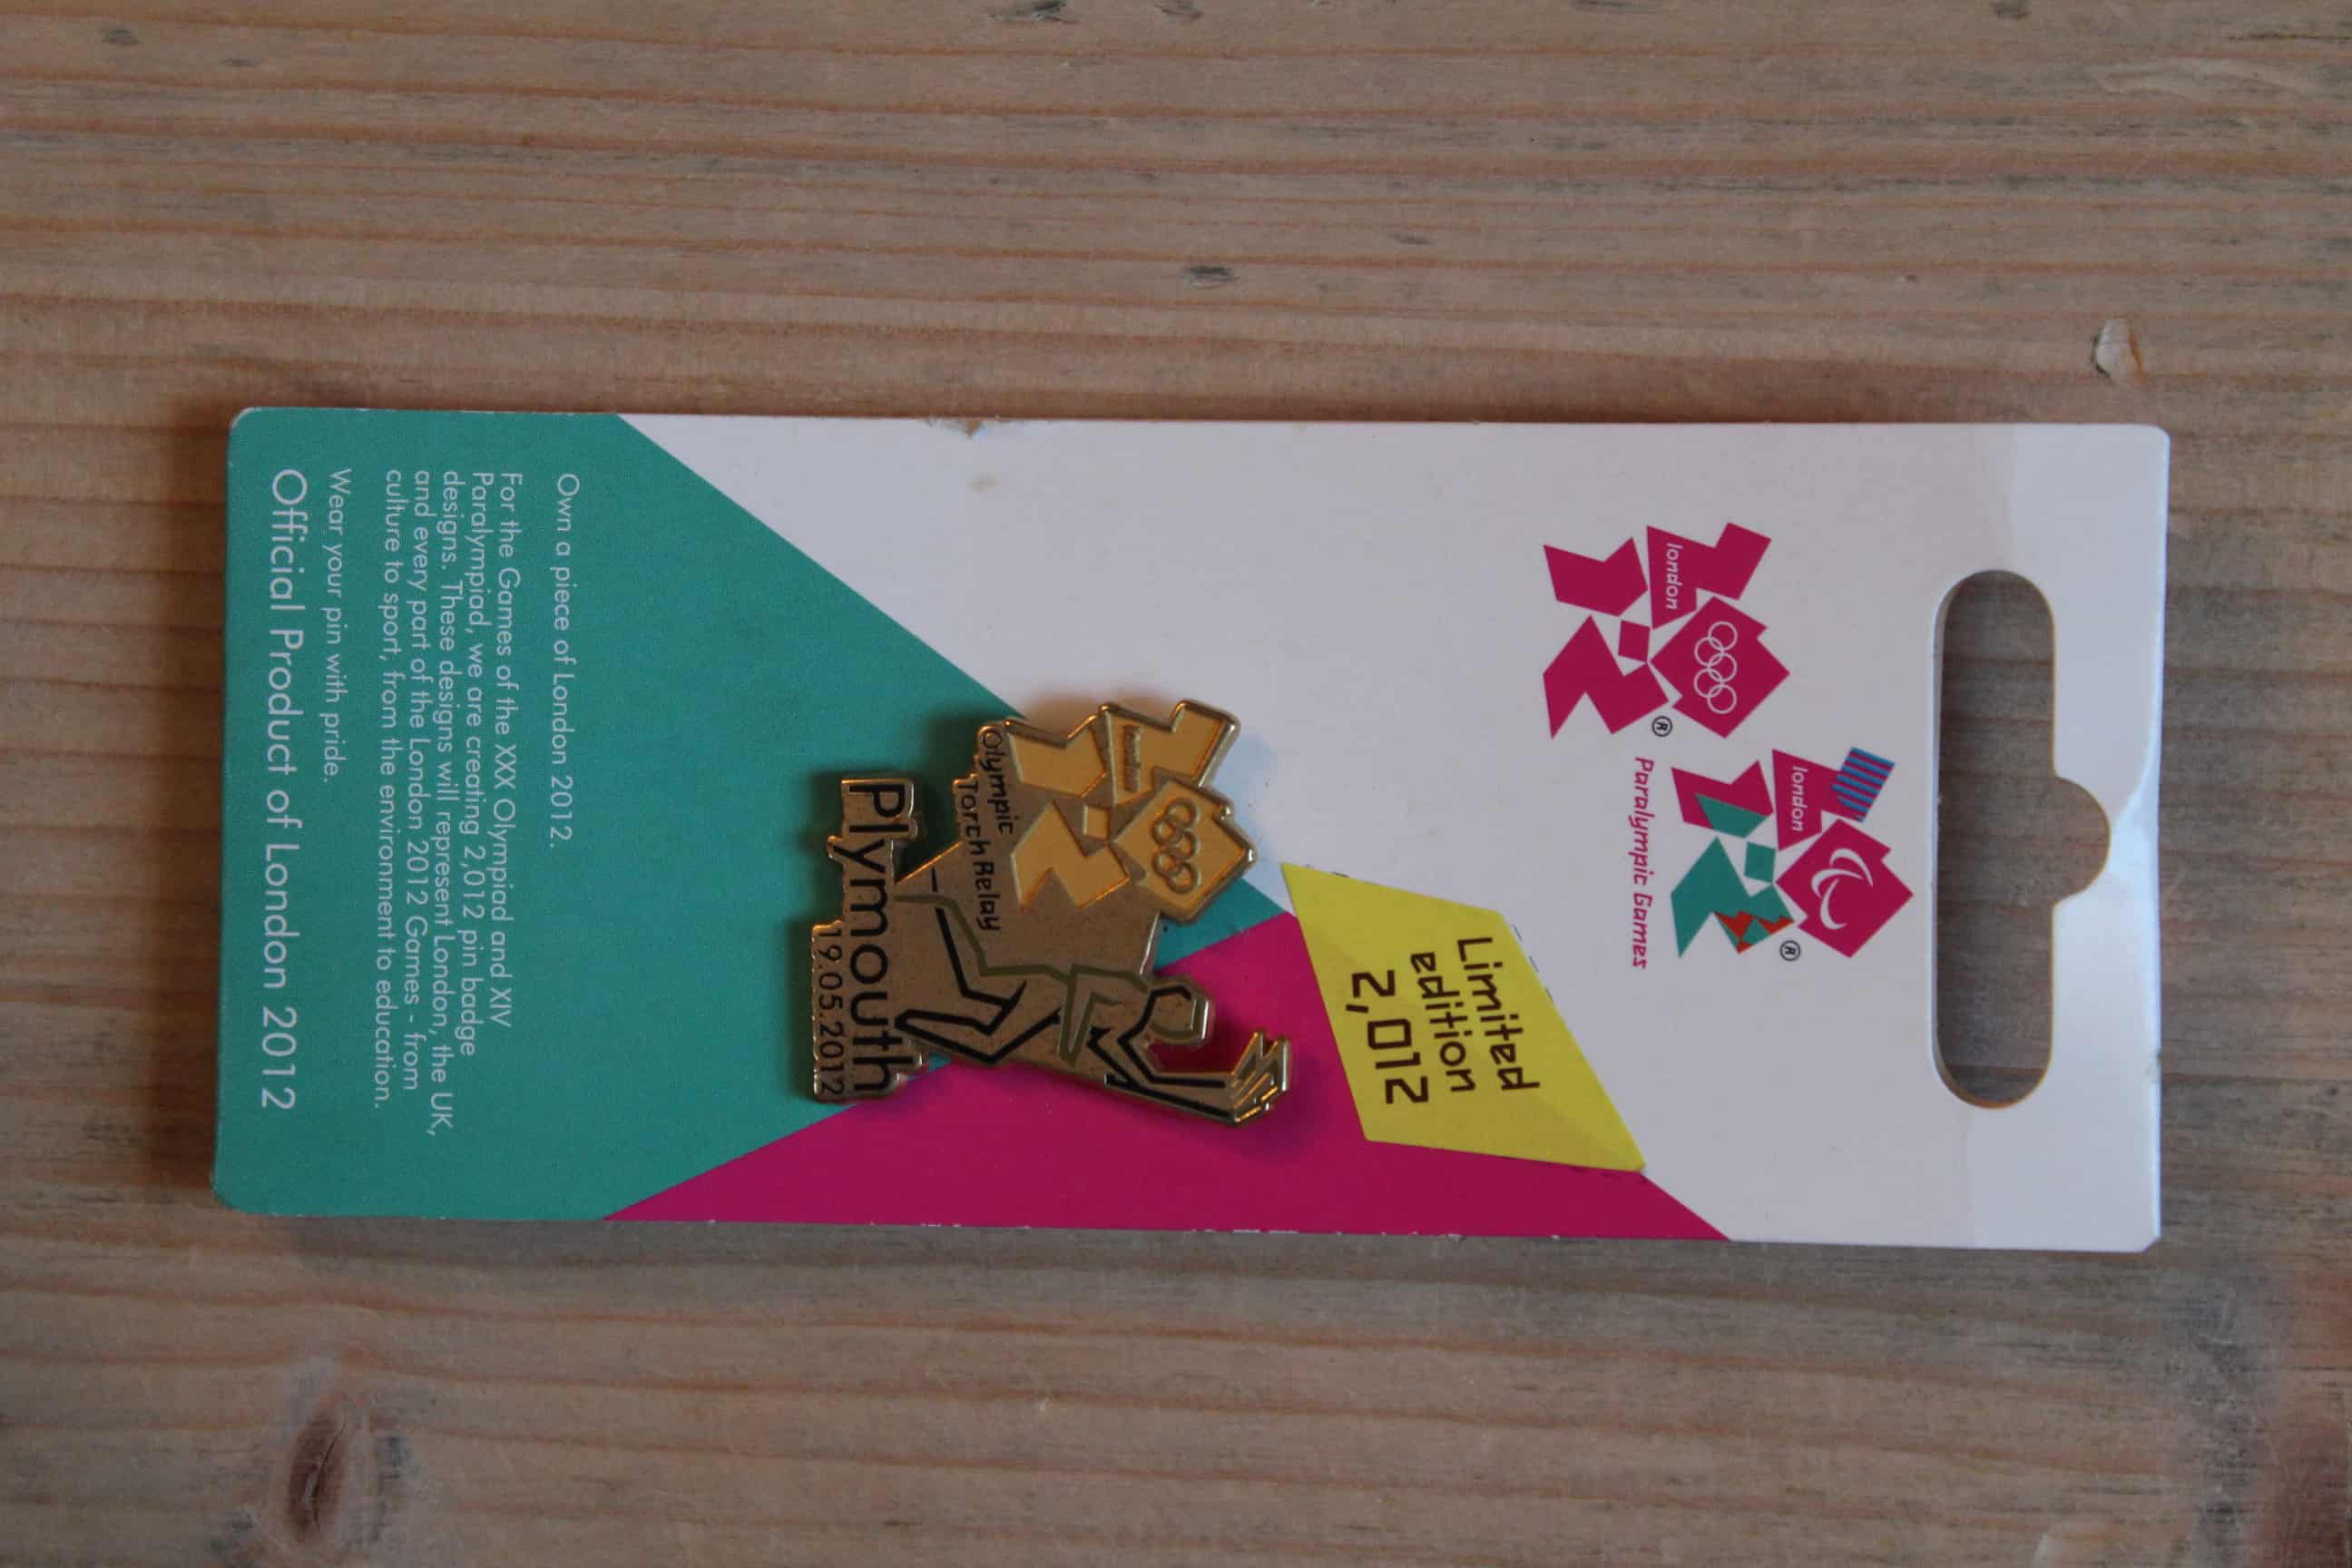 london
®
london
®
Paralympic Games
Limited
edition
2,012
london
Olympic
Torch Relay
Plymouth
19.05.2012
Own a piece of London 2012.
For the Games of the XXX Olympiad and XIV
Paralympiad, we are creating 2,012 pin badge
designs. These designs will represent London, the UK,
and every part of the London 2012 Games - from
culture to sport, from the environment to education.
Wear your pin with pride.
Official Product of London 2012